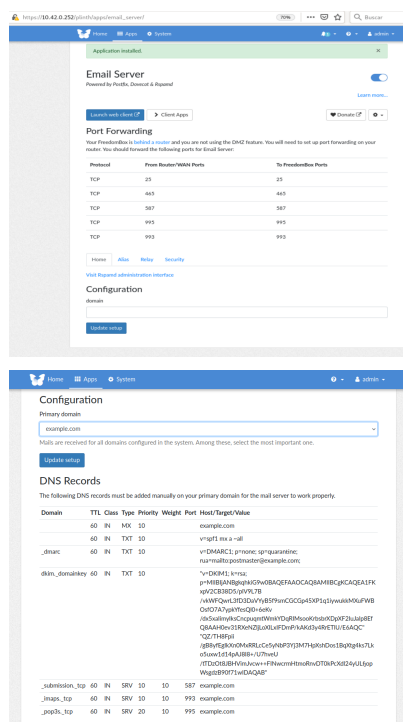 https://10.42.0.252/plinth/apps/email_server/ 70% Buscar
Home Apps System admin
Application installed. ×
Email Server
Powered by Postfix, Dovecot & Rspamd
Learn more...
Launch web client Client Apps Donate
Port Forwarding
Your FreedomBox is behind a router and you are not using the DMZ feature. You will need to set up port forwarding on your
router. You should forward the following ports for Email Server:
Protocol From Router/WAN Ports To FreedomBox Ports
TCP 25 25
TCP 465 465
TCP 587 587
TCP 995 995
TCP 993 993
Home Alias Relay Security
Visit Rspamd administration interface
Configuration
domain
Update setup
Home Apps System admin
Configuration
Primary domain
example.com
Mails are received for all domains configured in the system. Among these, select the most important one.
Update setup
DNS Records
The following DNS records must be added manually on your primary domain for the mail server to work properly.
Domain TTL Class Type Priority Weight Port Host/Target/Value
60 IN MX 10 example.com
60 IN TXT 10 v=spf1 mx a ~all
_dmarc 60 IN TXT 10 v=DMARC1; p=none; sp=quarantine;
rua=mailto:postmaster@example.com;
dkim._domainkey 60 IN TXT 10 "v=DKIM1; k=rsa;
_submission._tcp 60 IN SRV 10 10 587 example.com
_imaps._tcp 60 IN SRV 10 10 993 example.com
_pop3s._tcp 60 IN SRV 20 10 995 example.com